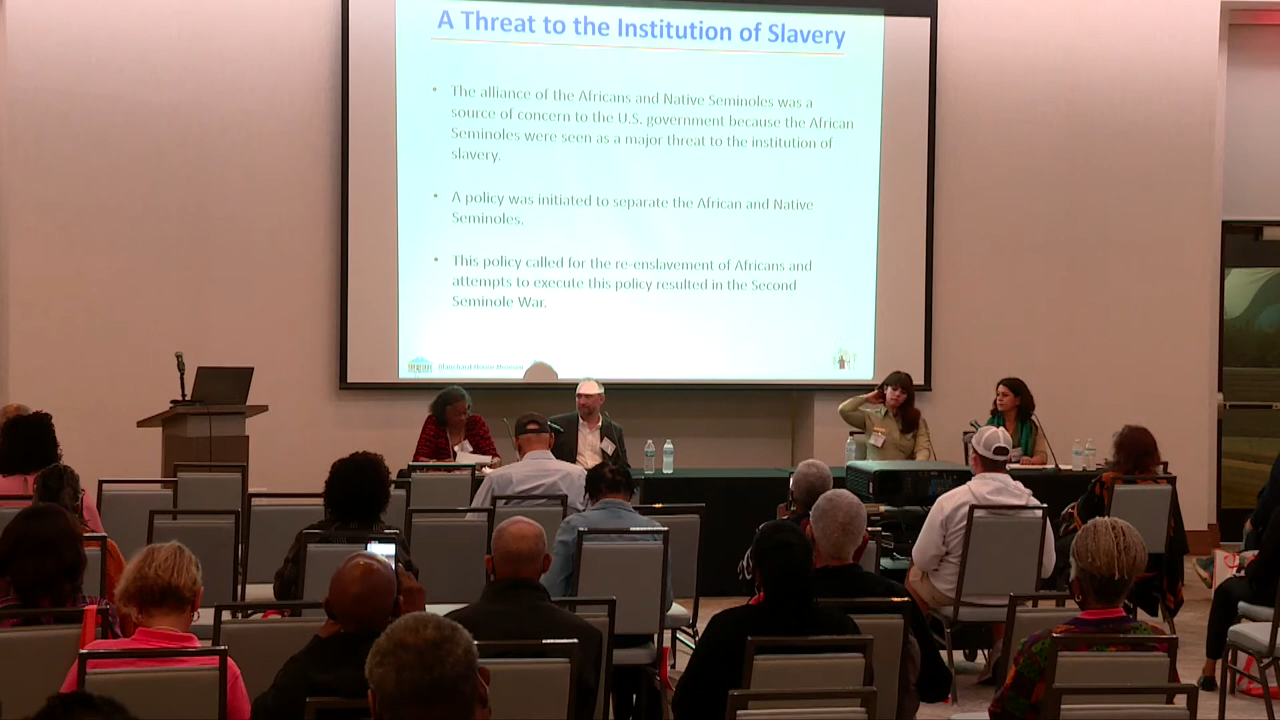 A Threat to the Institution of Slavery
• The alliance of the Africans and Native Seminoles was a
source of concern to the U.S. government because the African
Seminoles were seen as a major threat to the institution of
slavery.
• A policy was initiated to separate the African and Native
Seminoles.
• This policy called for the re-enslavement of Africans and
attempts to execute this policy resulted in the Second
Seminole War.
Blanchard House Museum